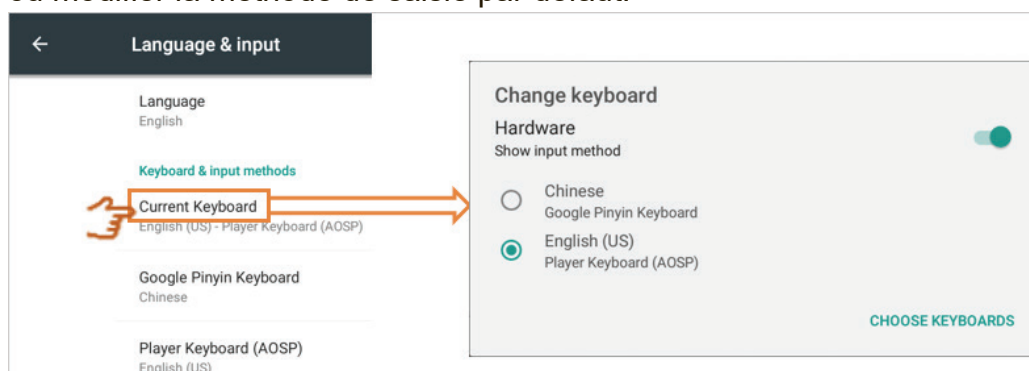 ou modifier la méthode de saisie par défaut.
Language & input
Language
English
Keyboard & input methods
Current Keyboard
English (US) - Player Keyboard (AOSP)
Google Pinyin Keyboard
Chinese
Player Keyboard (AOSP)
English (US)
Change keyboard
Hardware
Show input method
Chinese
Google Pinyin Keyboard
English (US)
Player Keyboard (AOSP)
CHOOSE KEYBOARDS